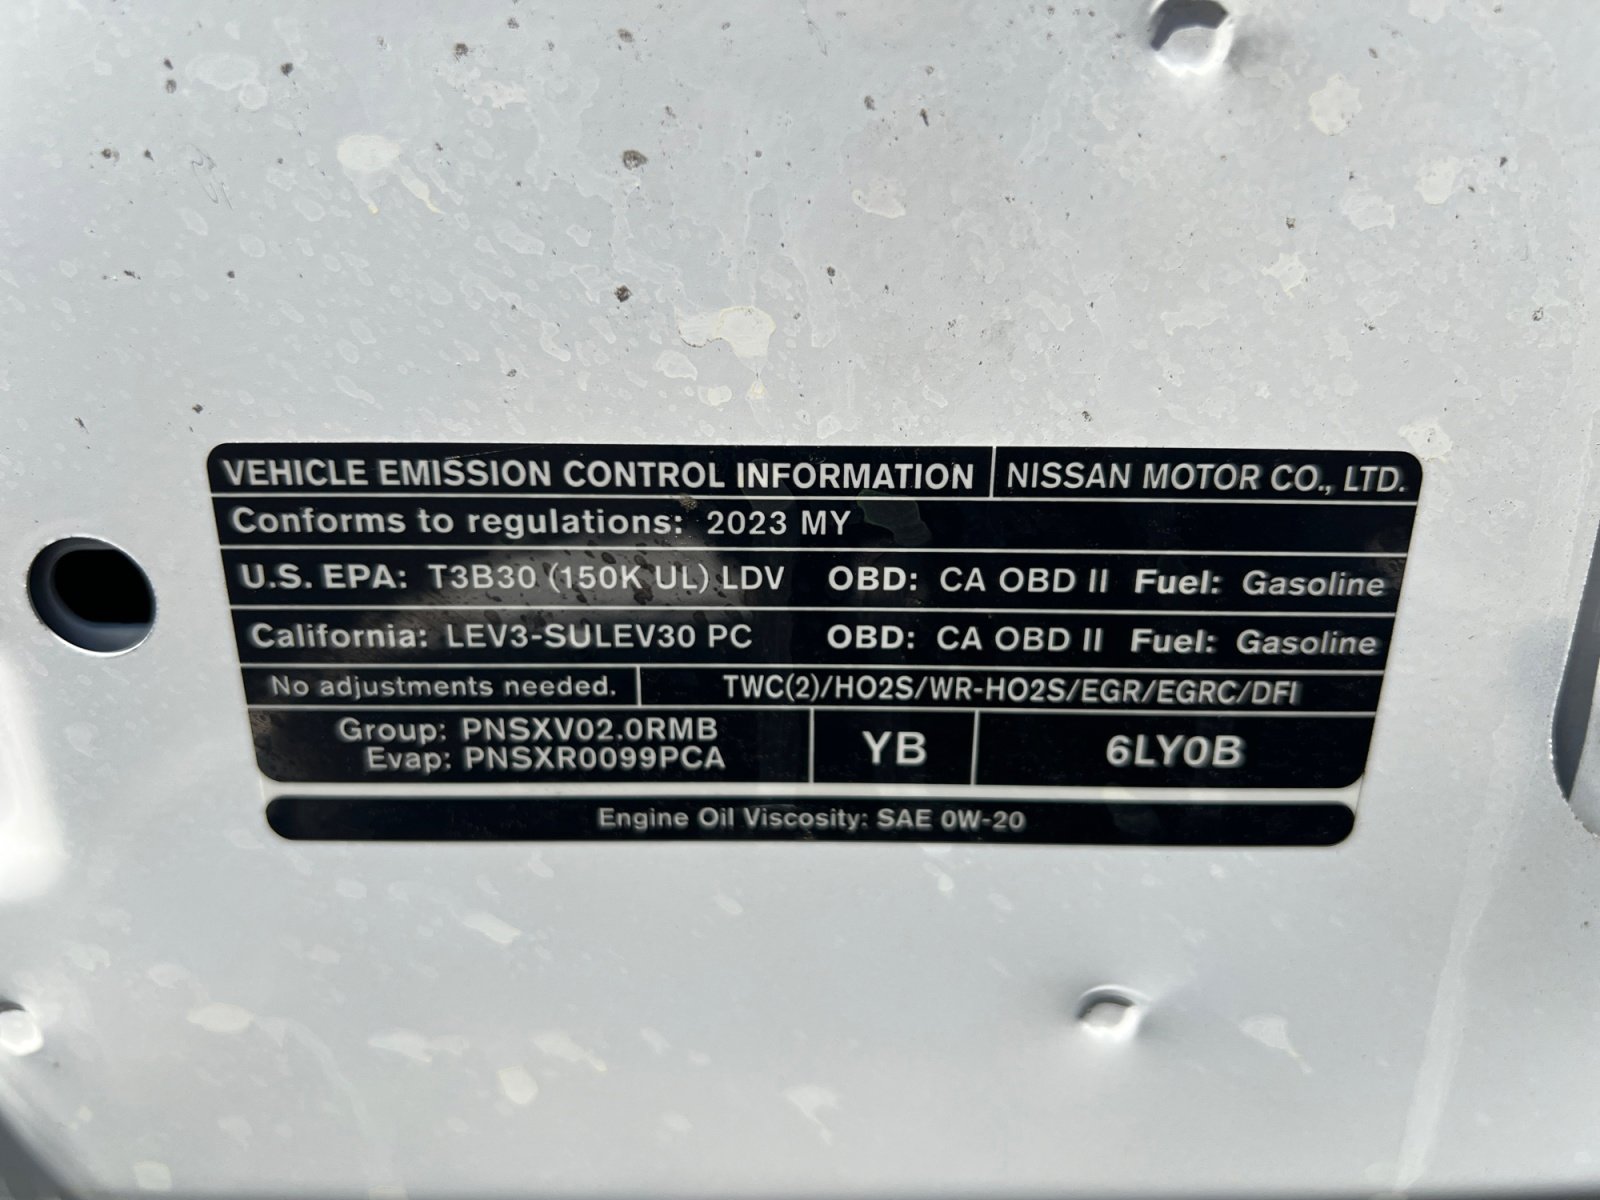 VEHICLE EMISSION CONTROL INFORMATION NISSAN MOTOR CO., LTD.
Conforms to regulations: 2023 MY
U.S. EPA: T3B30 (150K UL) LDV OBD: CA OBD II Fuel: Gasoline
California: LEV3-SULEV30 PC OBD: CA OBD II Fuel: Gasoline
No adjustments needed. TWC(2)/HO2S/WR-HO2S/EGR/EGRC/DFI
Group: PNSXV02.0RMB
Evap: PNSXR0099PCA
YB
6LY0B
Engine Oil Viscosity: SAE 0W-20